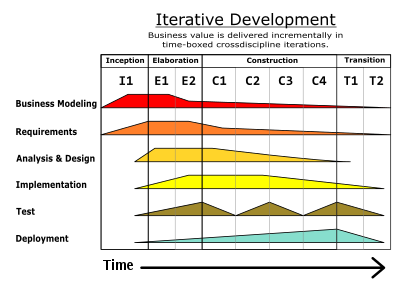 Iterative Development
Business value is delivered incrementally in
time-boxed crossdiscipline iterations.
Inception Elaboration Construction Transition
I1 E1 E2 C1 C2 C3 C4 T1 T2
Business Modeling
Requirements
Analysis & Design
Implementation
Test
Deployment
Time